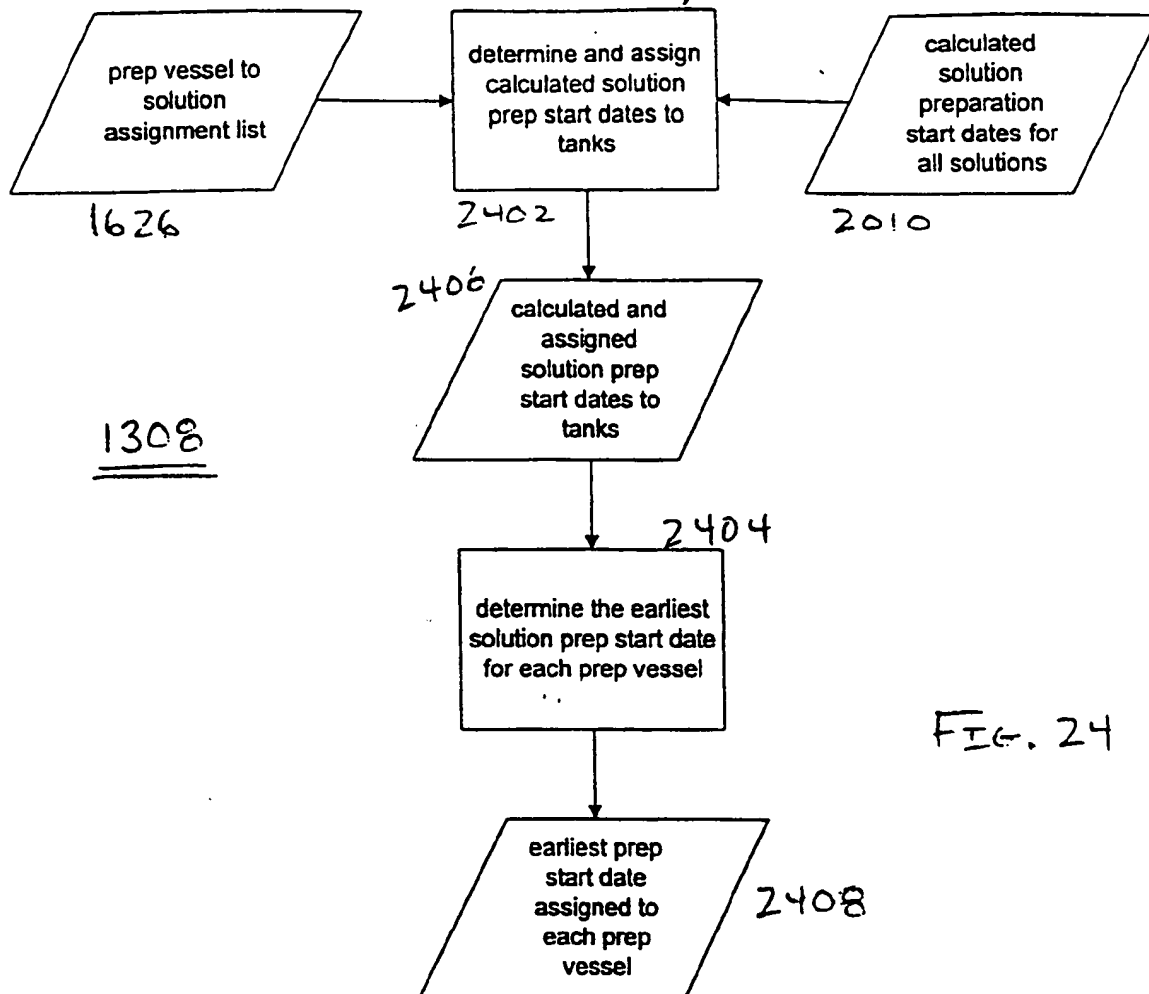 prep vessel to
solution
assignment list
1626
determine and assign
calculated solution
prep start dates to
tanks
2402
calculated
solution
preparation
start dates for
all solutions
2010
2406
calculated and
assigned
solution prep
start dates to
tanks
1308
2404
determine the earliest
solution prep start date
for each prep vessel
FIG. 24
earliest prep
start date
assigned to
each prep
vessel
2408